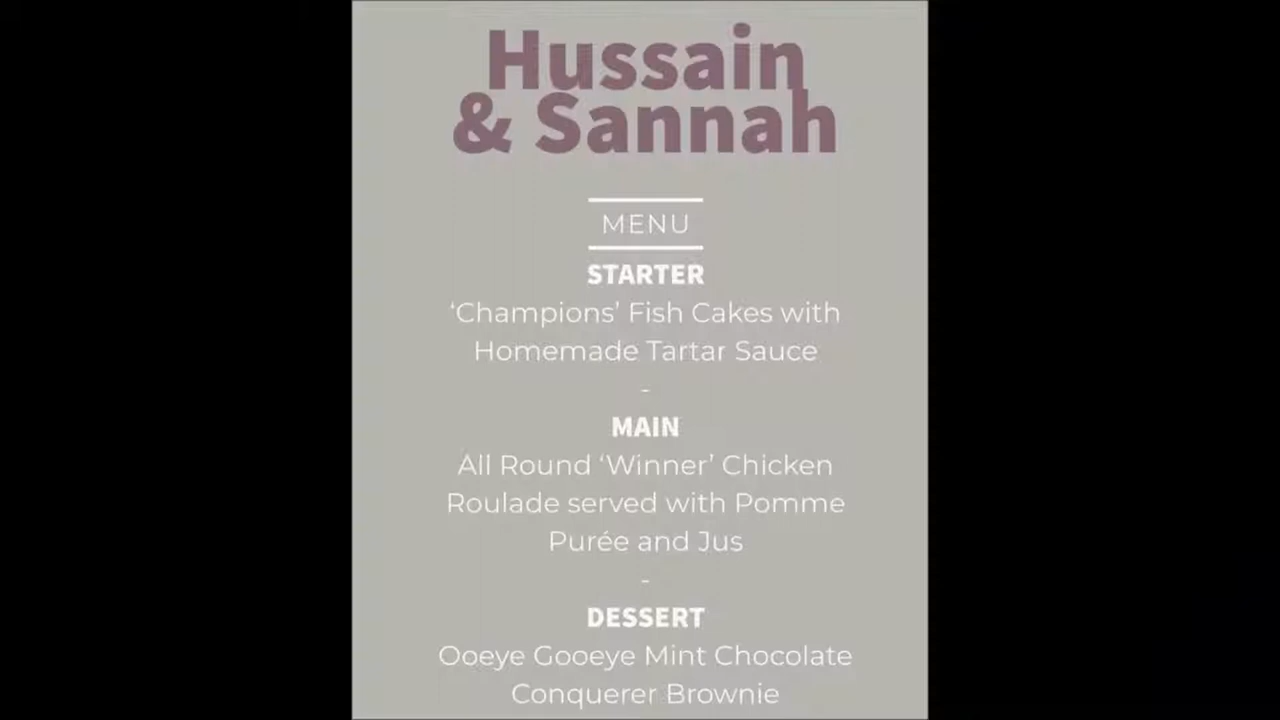 Hussain
& Sannah
MENU
STARTER
‘Champions’ Fish Cakes with
Homemade Tartar Sauce
-
MAIN
All Round ‘Winner’ Chicken
Roulade served with Pomme
Purée and Jus
-
DESSERT
Ooeye Gooeye Mint Chocolate
Conquerer Brownie